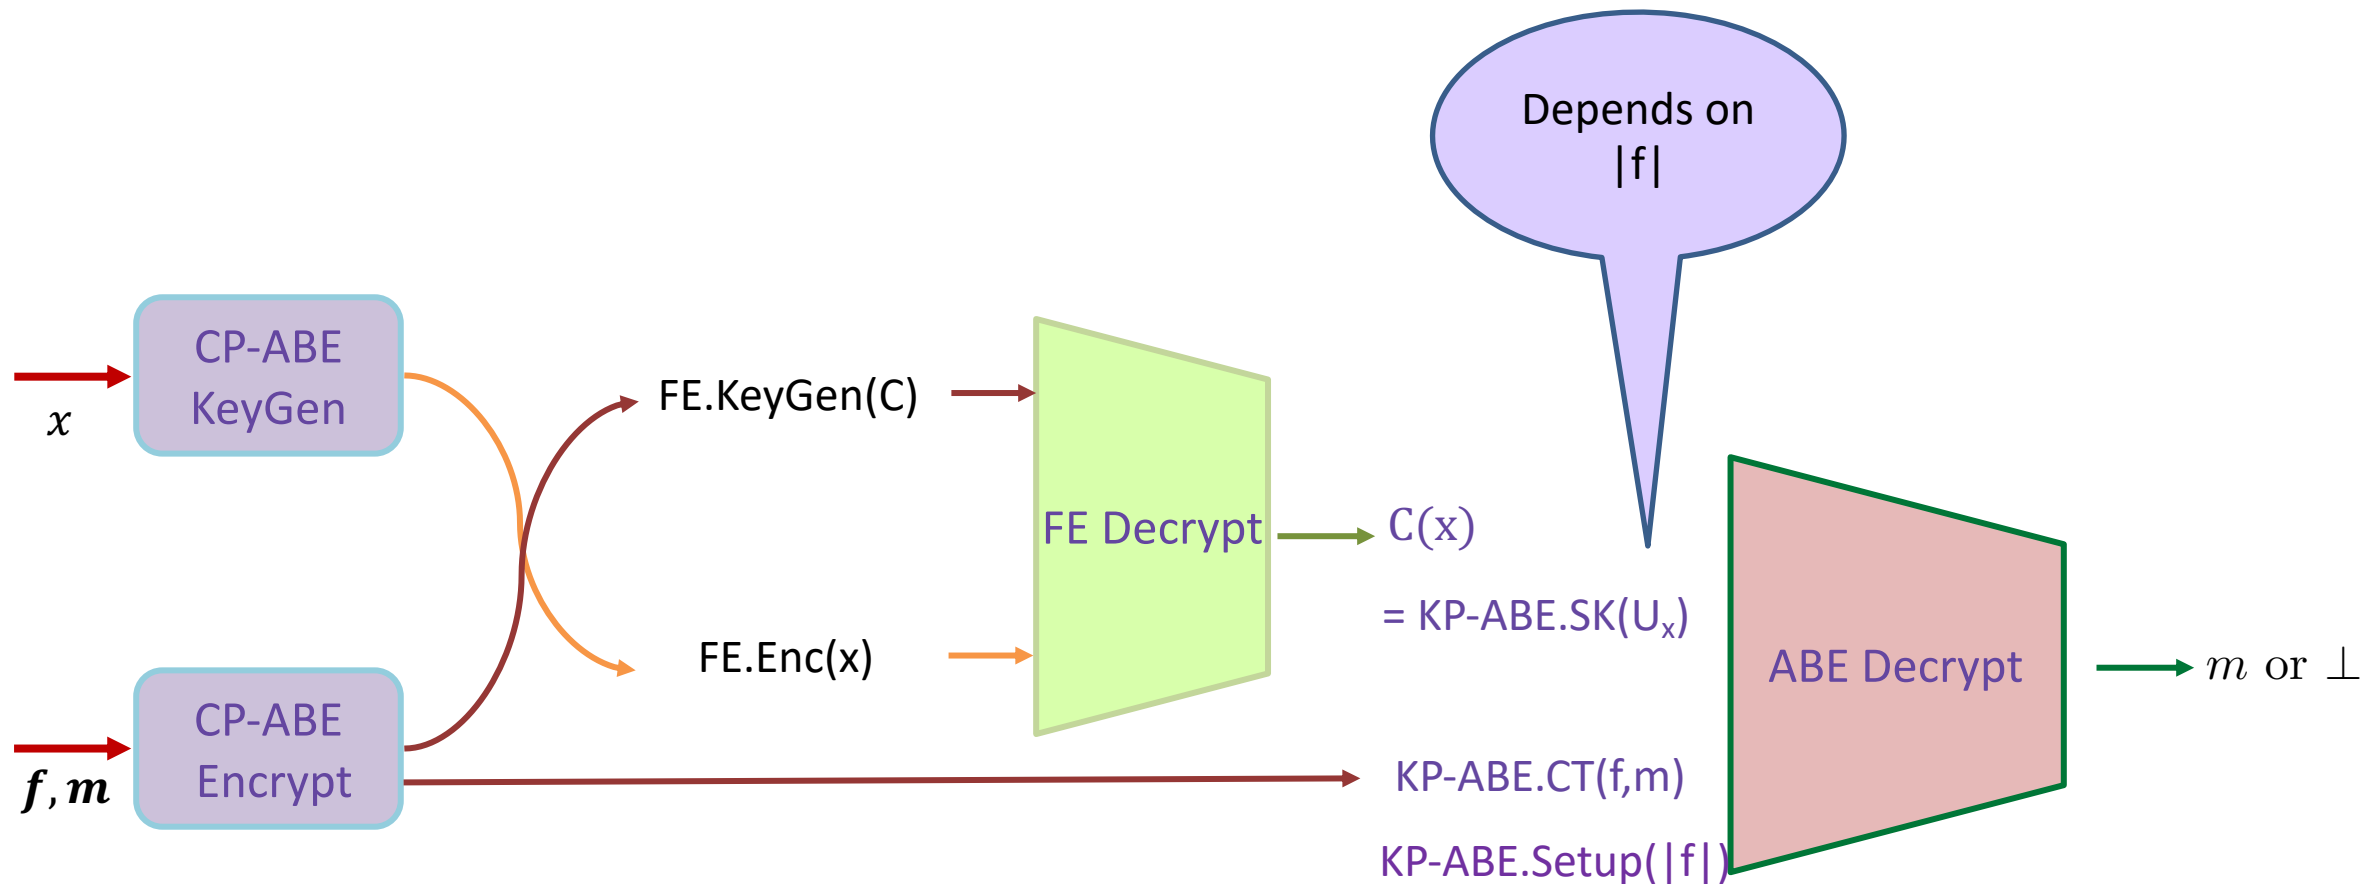 Depends on
|f|
CP-ABE
KeyGen
x
FE.KeyGen(C)
FE Decrypt
C(x)
= KP-ABE.SK(Uₓ)
FE.Enc(x)
ABE Decrypt
m or ⊥
CP-ABE
Encrypt
f, m
KP-ABE.CT(f,m)
KP-ABE.Setup(|f|)